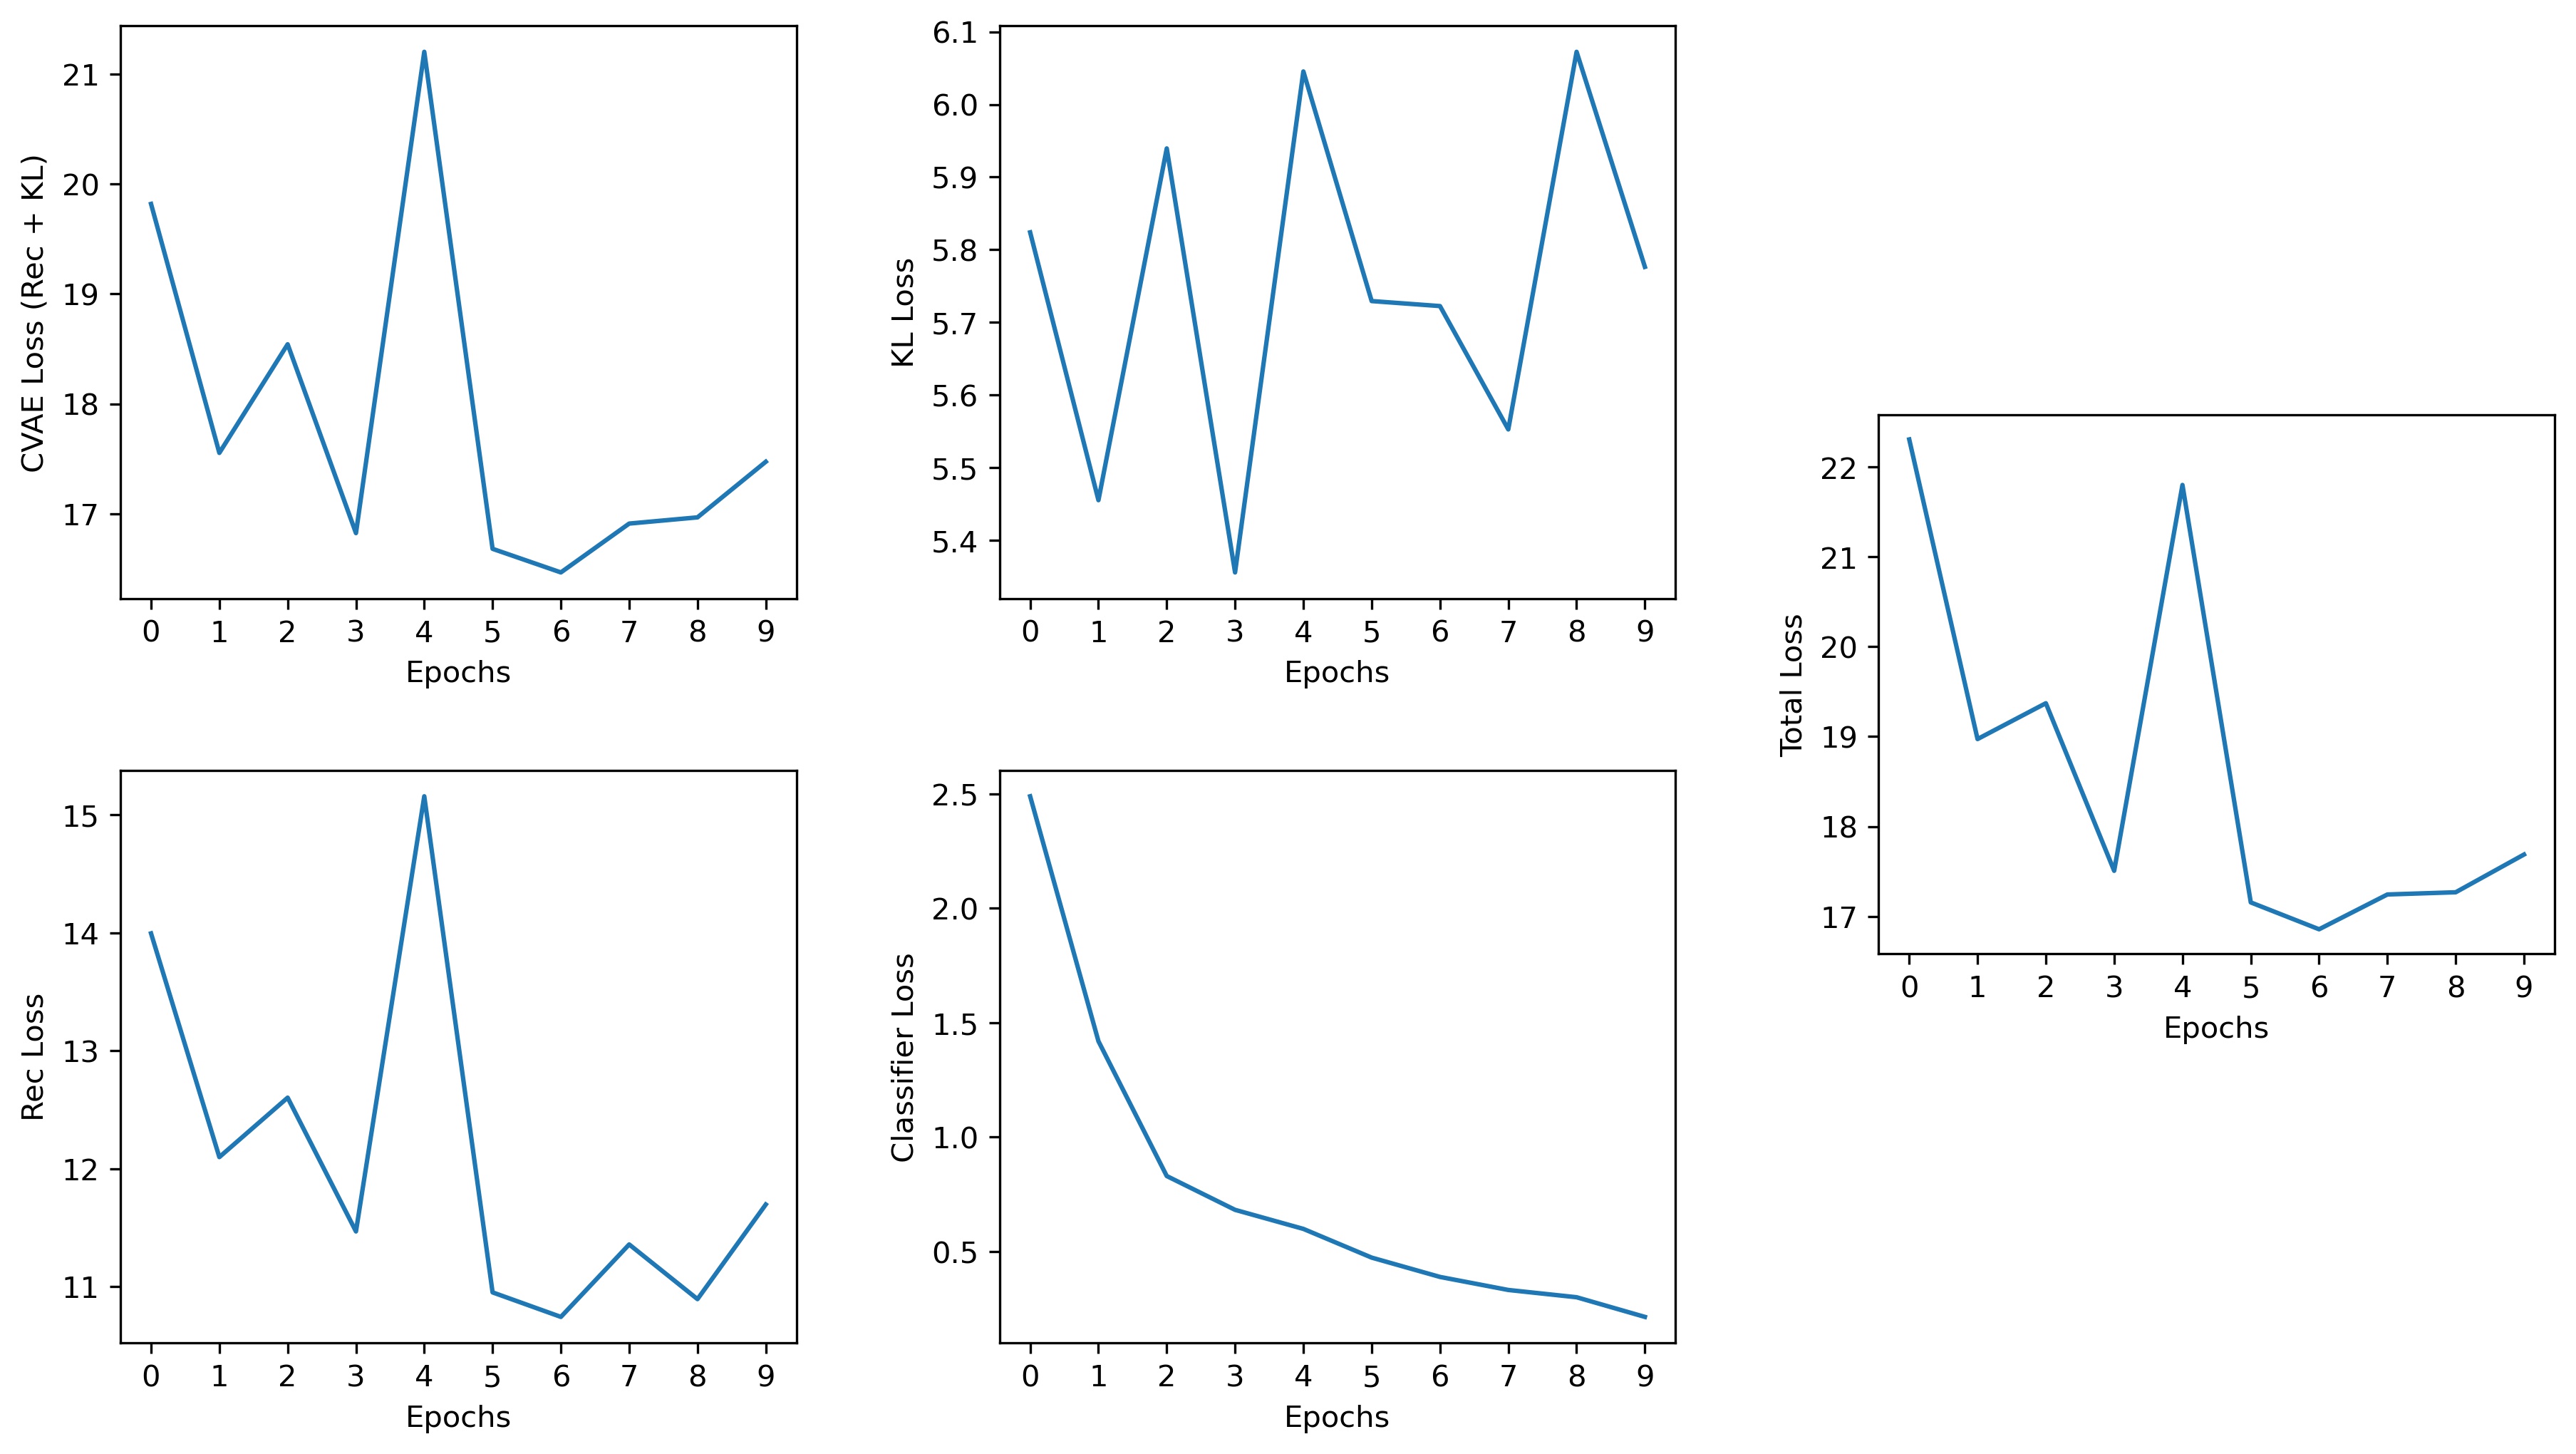 CVAE Loss (Rec + KL)
21
20
19
18
17
0 1 2 3 4 5 6 7 8 9
Epochs
KL Loss
6.1
6.0
5.9
5.8
5.7
5.6
5.5
5.4
0 1 2 3 4 5 6 7 8 9
Epochs
Rec Loss
15
14
13
12
11
0 1 2 3 4 5 6 7 8 9
Epochs
Classifier Loss
2.5
2.0
1.5
1.0
0.5
0 1 2 3 4 5 6 7 8 9
Epochs
Total Loss
22
21
20
19
18
17
0 1 2 3 4 5 6 7 8 9
Epochs